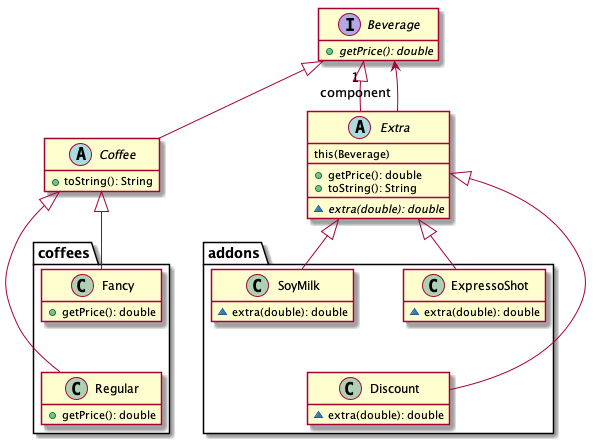 I Beverage
getPrice(): double
1
component
A Coffee
toString(): String
A Extra
this(Beverage)
getPrice(): double
toString(): String
extra(double): double
coffees
C Fancy
getPrice(): double
C Regular
getPrice(): double
addons
C SoyMilk
extra(double): double
C ExpressoShot
extra(double): double
C Discount
extra(double): double